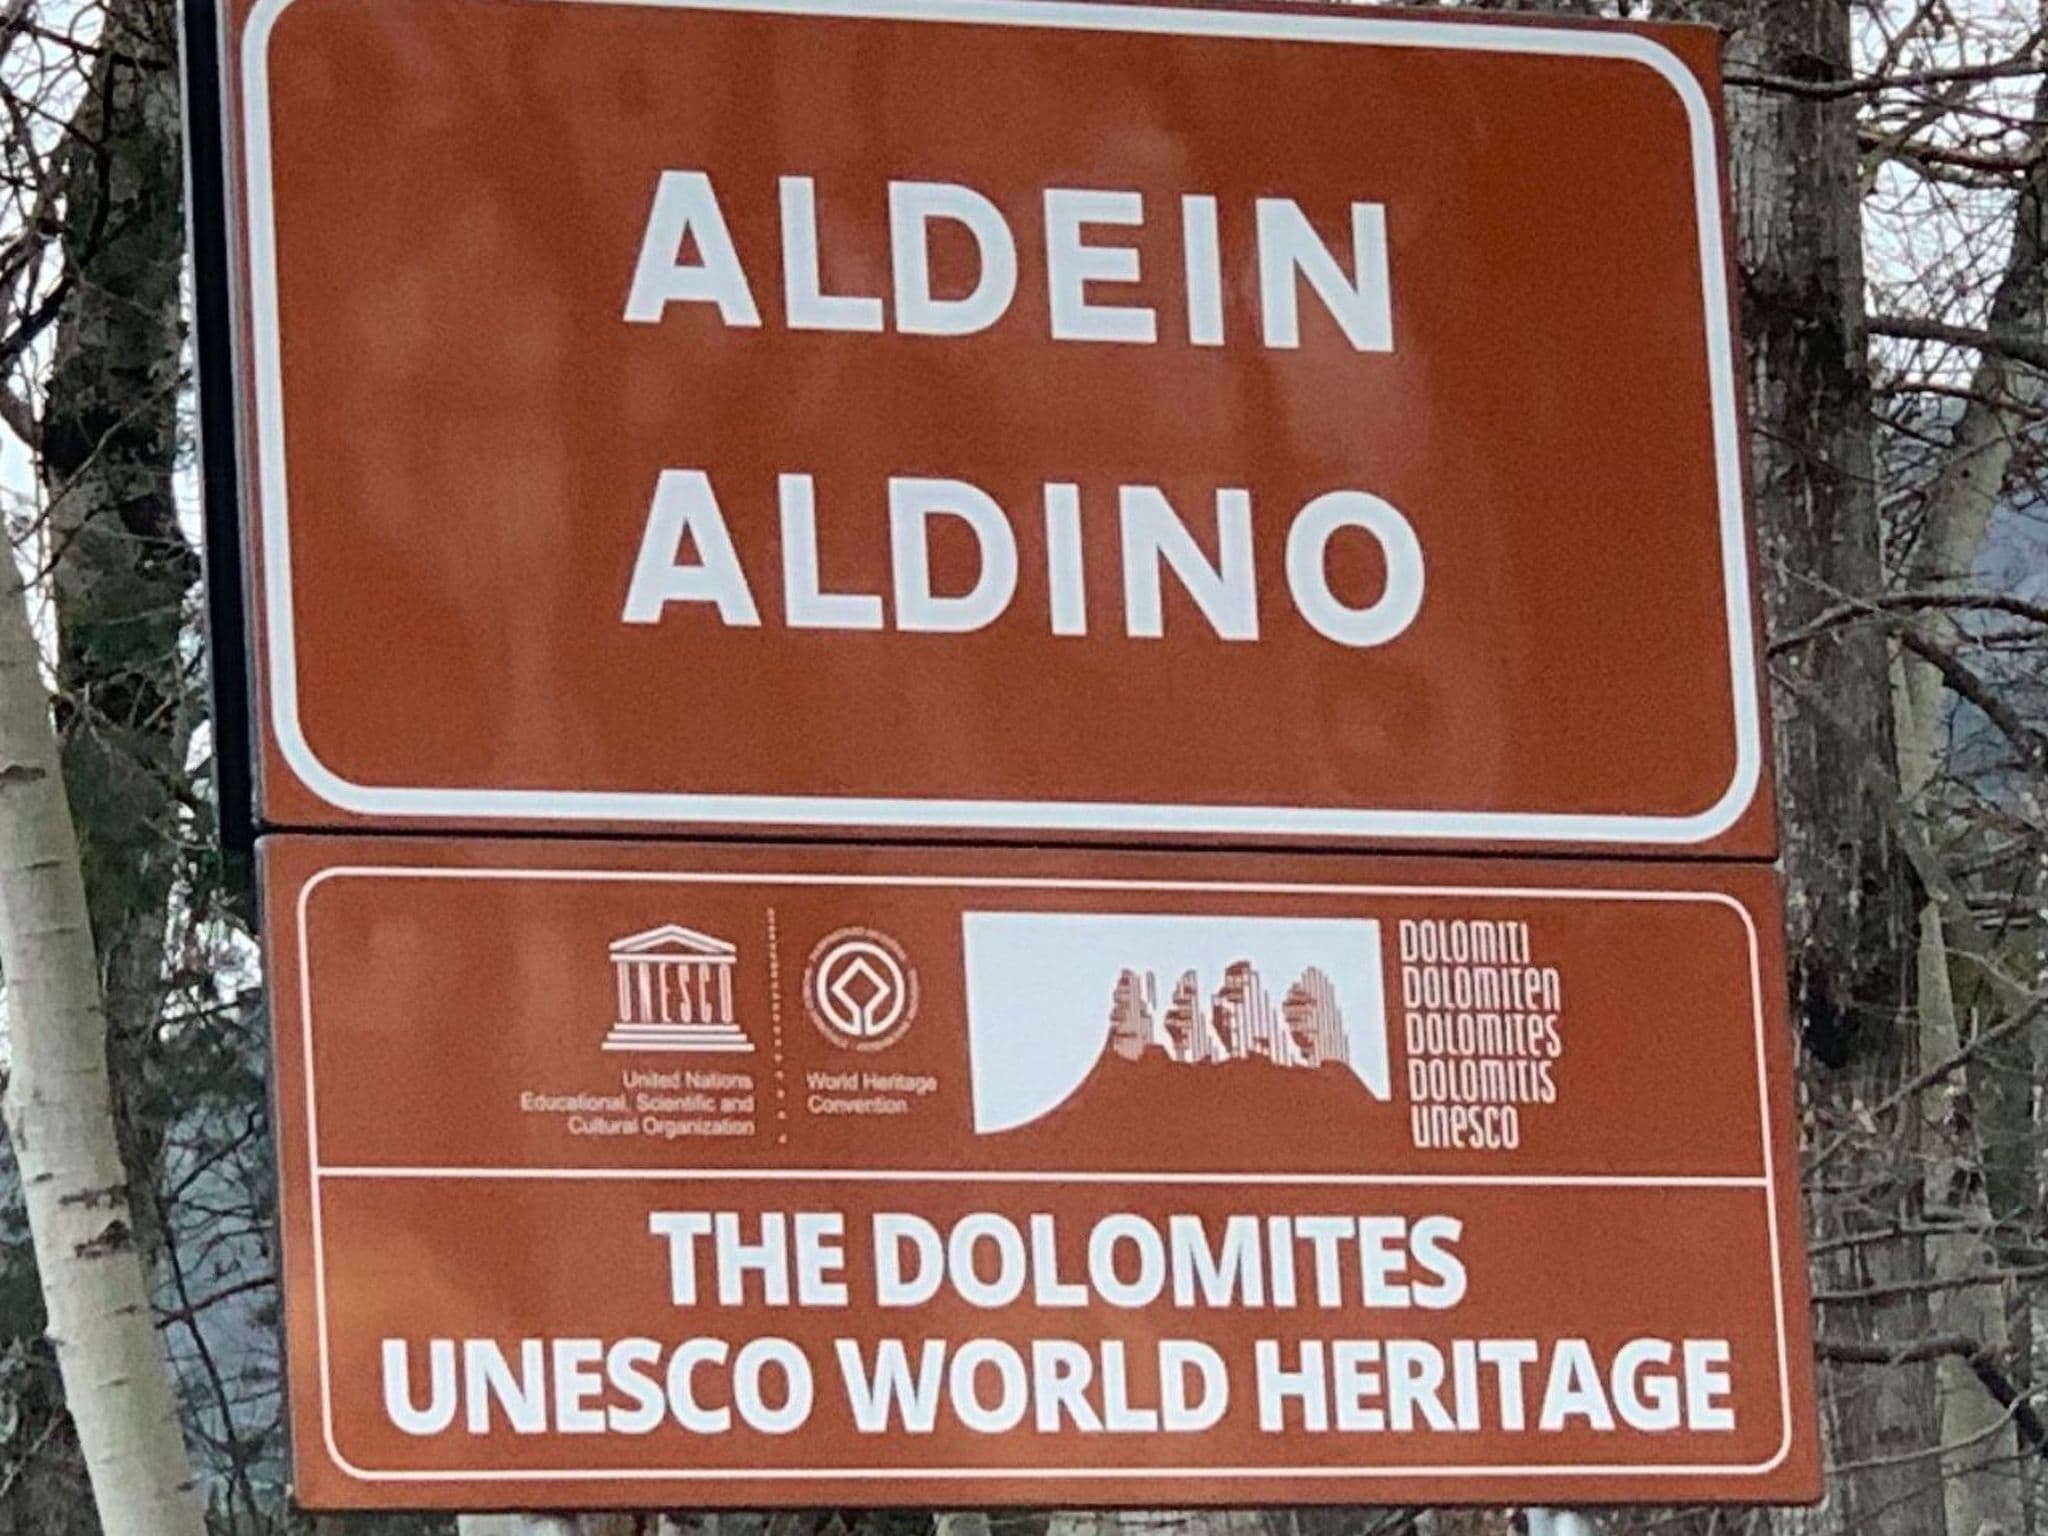 ALDEIN
ALDINO
UNESCO
United Nations
Educational, Scientific and
Cultural Organization
World Heritage
Convention
DOLOMITI
DOLOMITEN
DOLOMITES
DOLOMITIS
UNESCO
THE DOLOMITES
UNESCO WORLD HERITAGE